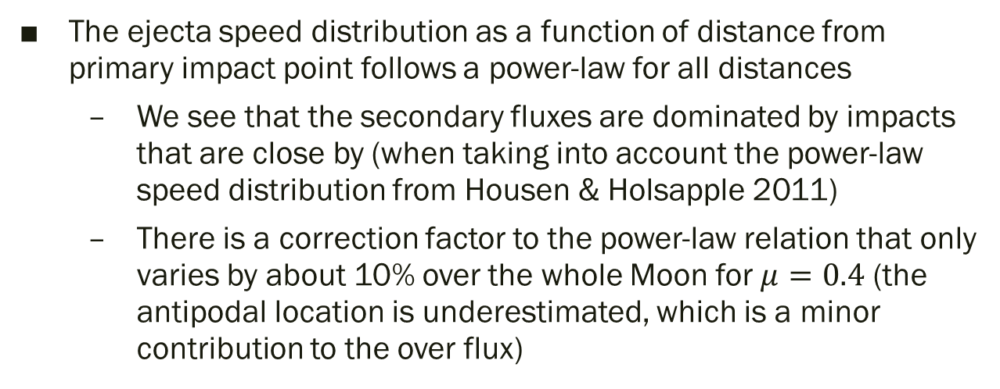 ■ The ejecta speed distribution as a function of distance from
primary impact point follows a power-law for all distances
– We see that the secondary fluxes are dominated by impacts
that are close by (when taking into account the power-law
speed distribution from Housen & Holsapple 2011)
– There is a correction factor to the power-law relation that only
varies by about 10% over the whole Moon for μ = 0.4 (the
antipodal location is underestimated, which is a minor
contribution to the over flux)